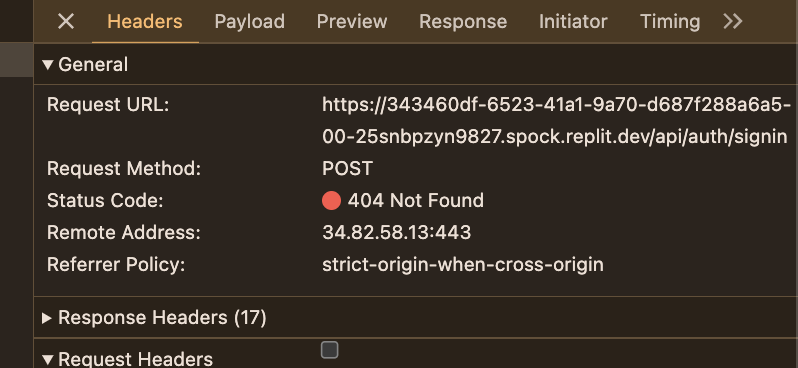 Headers Payload Preview Response Initiator Timing
General
Request URL: https://343460df-6523-41a1-9a70-d687f288a6a5-
00-25snbpzyn9827.spock.replit.dev/api/auth/signin
Request Method: POST
Status Code: 404 Not Found
Remote Address: 34.82.58.13:443
Referrer Policy: strict-origin-when-cross-origin
Response Headers (17)
Request Headers